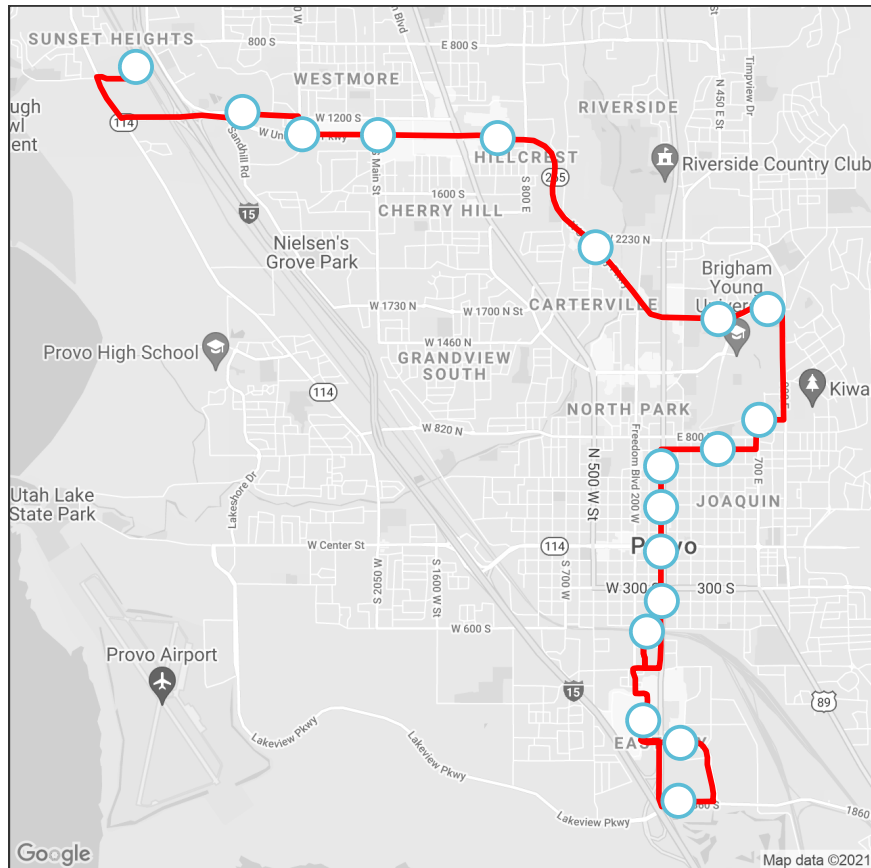 SUNSET HEIGHTS
800 S
E 800 S
WESTMORE
RIVERSIDE
N 450 E St
Timpview Dr
114
W 1200 S
Sandhill Rd
Main St
HILLCREST
S 800 E
265
Riverside Country Club
1600 S
CHERRY HILL
15
Nielsen's
Grove Park
2230 N
Brigham
Young
CARTERVILLE
W 1730 N
W 1700 N St
W 1460 N
GRANDVIEW
SOUTH
Provo High School
114
NORTH PARK
W 820 N
E 800
Freedom Blvd 200 W
N 500 W St
700 E
JOAQUIN
Lakeshore Dr
Utah Lake
State Park
W Center St
114
S 2050 W
S 1600 W St
S 700 W
W 300 S
300 S
W 600 S
Provo Airport
15
89
Lakeview Pkwy
Lakeview Pkwy
Lakeview Pkwy
1860
Google
Map data ©2021